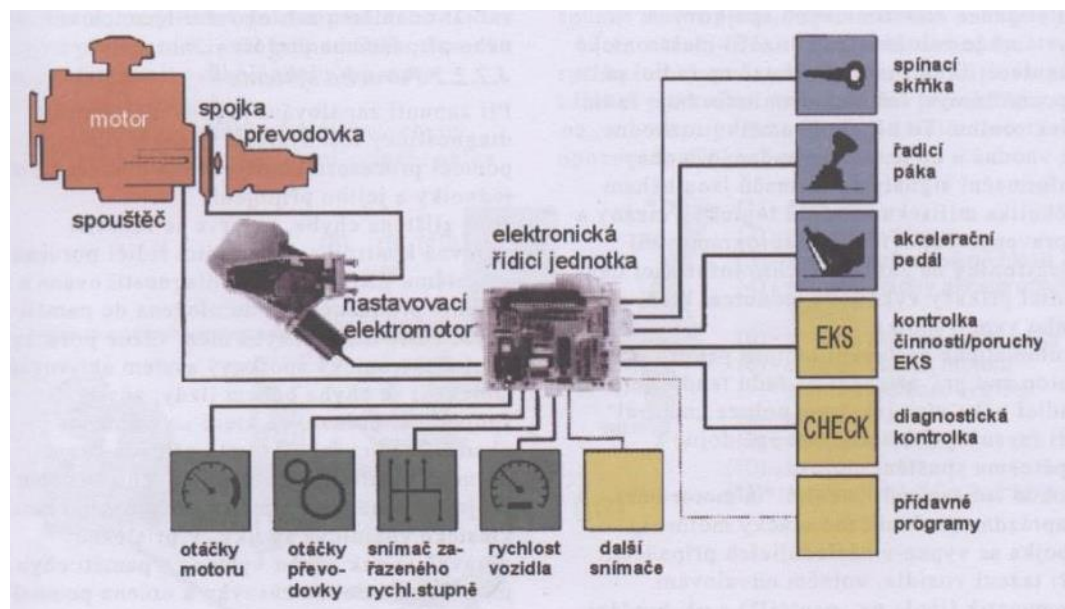 motor
spojka
převodovka
spouštěč
nastavovací
elektromotor
elektronická
řídicí jednotka
spínací
skříňka
řadicí
páka
akcelerační
pedál
EKS
kontrolka
činnosti/poruchy
EKS
CHECK
diagnostická
kontrolka
přídavné
programy
otáčky
motoru
otáčky
převo-
dovky
snímač za-
řazeného
rychl.stupně
rychlost
vozidla
další
snímače